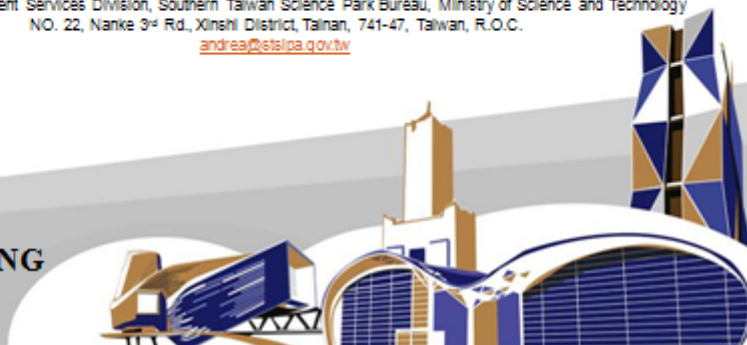 ent Services Division, Southern Taiwan Science Park Bureau, Ministry of Science and Technology
NO. 22, Nanke 3rd Rd., Xinshi District, Tainan, 741-47, Taiwan, R.O.C.
andrea@stsipa.gov.tw
NG